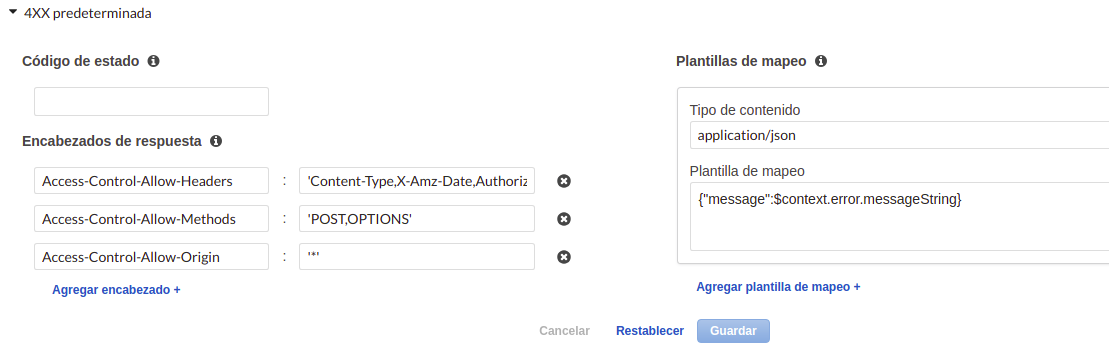 4XX predeterminada
Código de estado
Encabezados de respuesta
Access-Control-Allow-Headers : 'Content-Type,X-Amz-Date,Authoriz
Access-Control-Allow-Methods : 'POST,OPTIONS'
Access-Control-Allow-Origin : '*'
Agregar encabezado +
Plantillas de mapeo
Tipo de contenido
application/json
Plantilla de mapeo
{"message":$context.error.messageString}
Agregar plantilla de mapeo +
Cancelar Restablecer Guardar